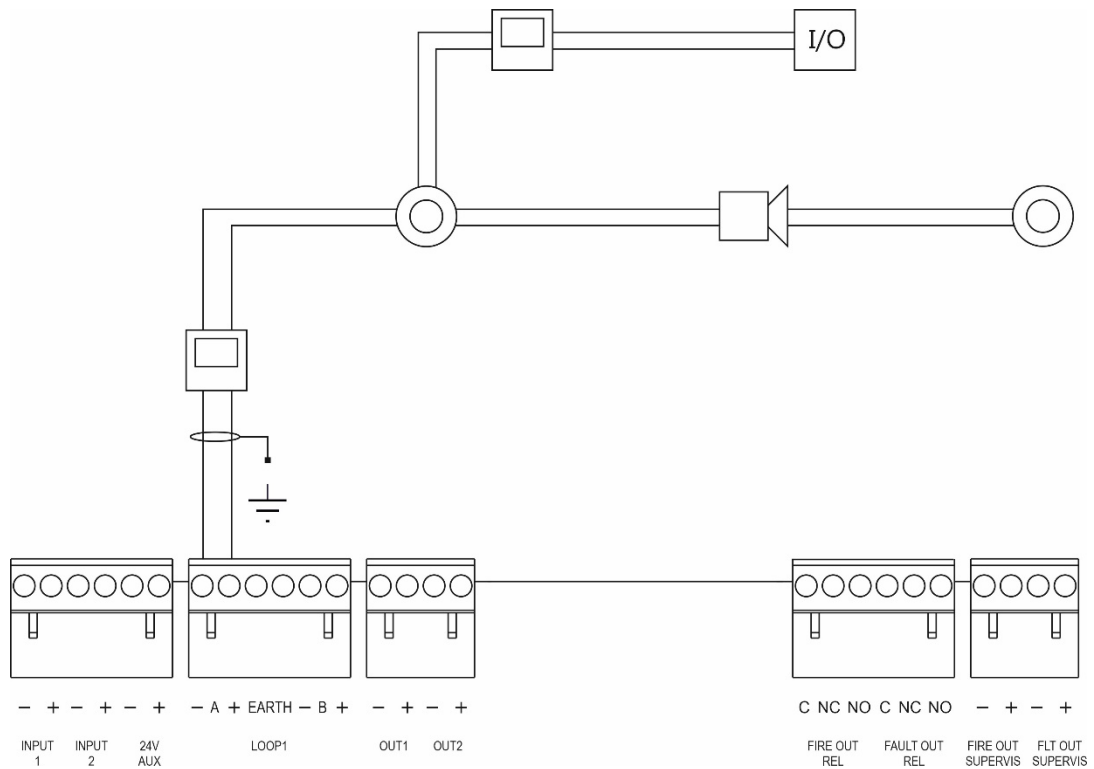 I/O
− + − + − + − A + EARTH − B + − + − + C NC NO C NC NO − + − +
INPUT INPUT 24V LOOP1 OUT1 OUT2 FIRE OUT FAULT OUT FIRE OUT FLT OUT
1 2 AUX REL REL SUPERVIS SUPERVIS